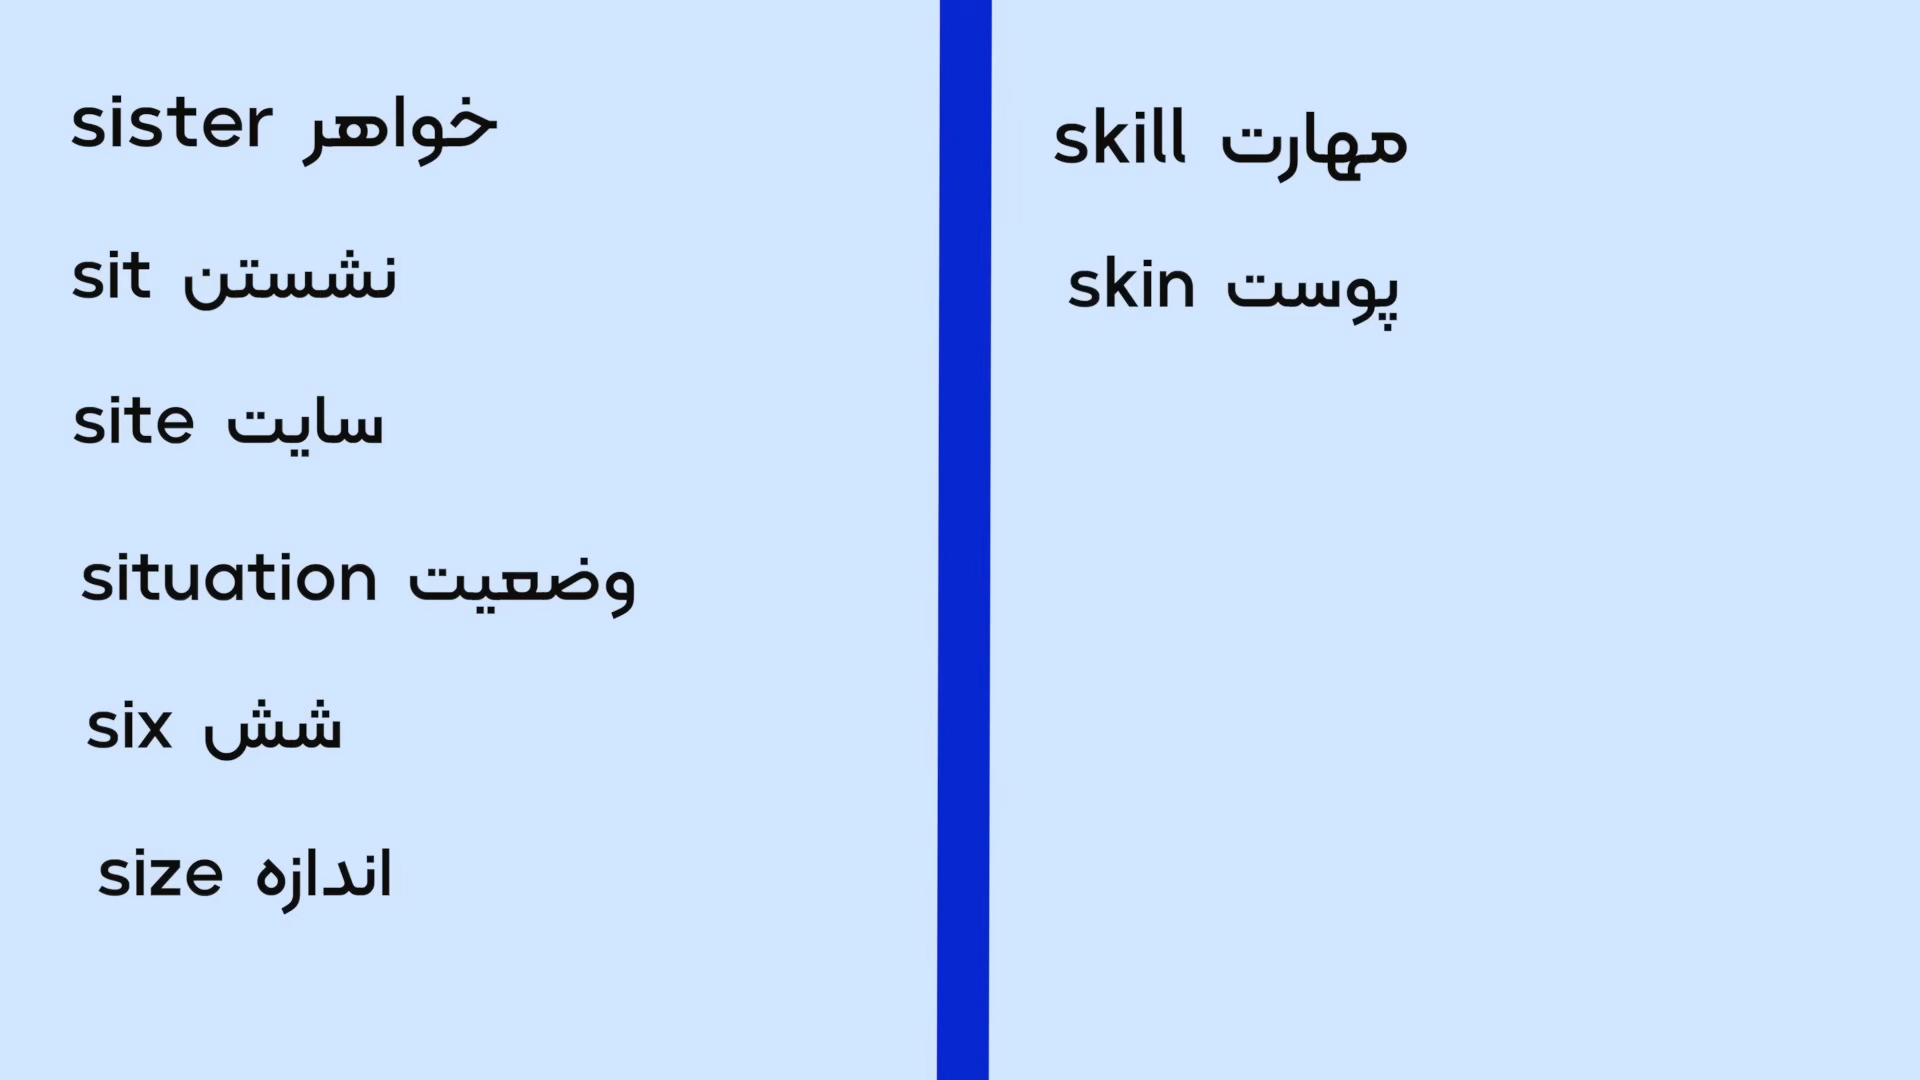 sister خواهر
sit نشستن
site سایت
situation وضعیت
six شش
size اندازه
skill مهارت
skin پوست